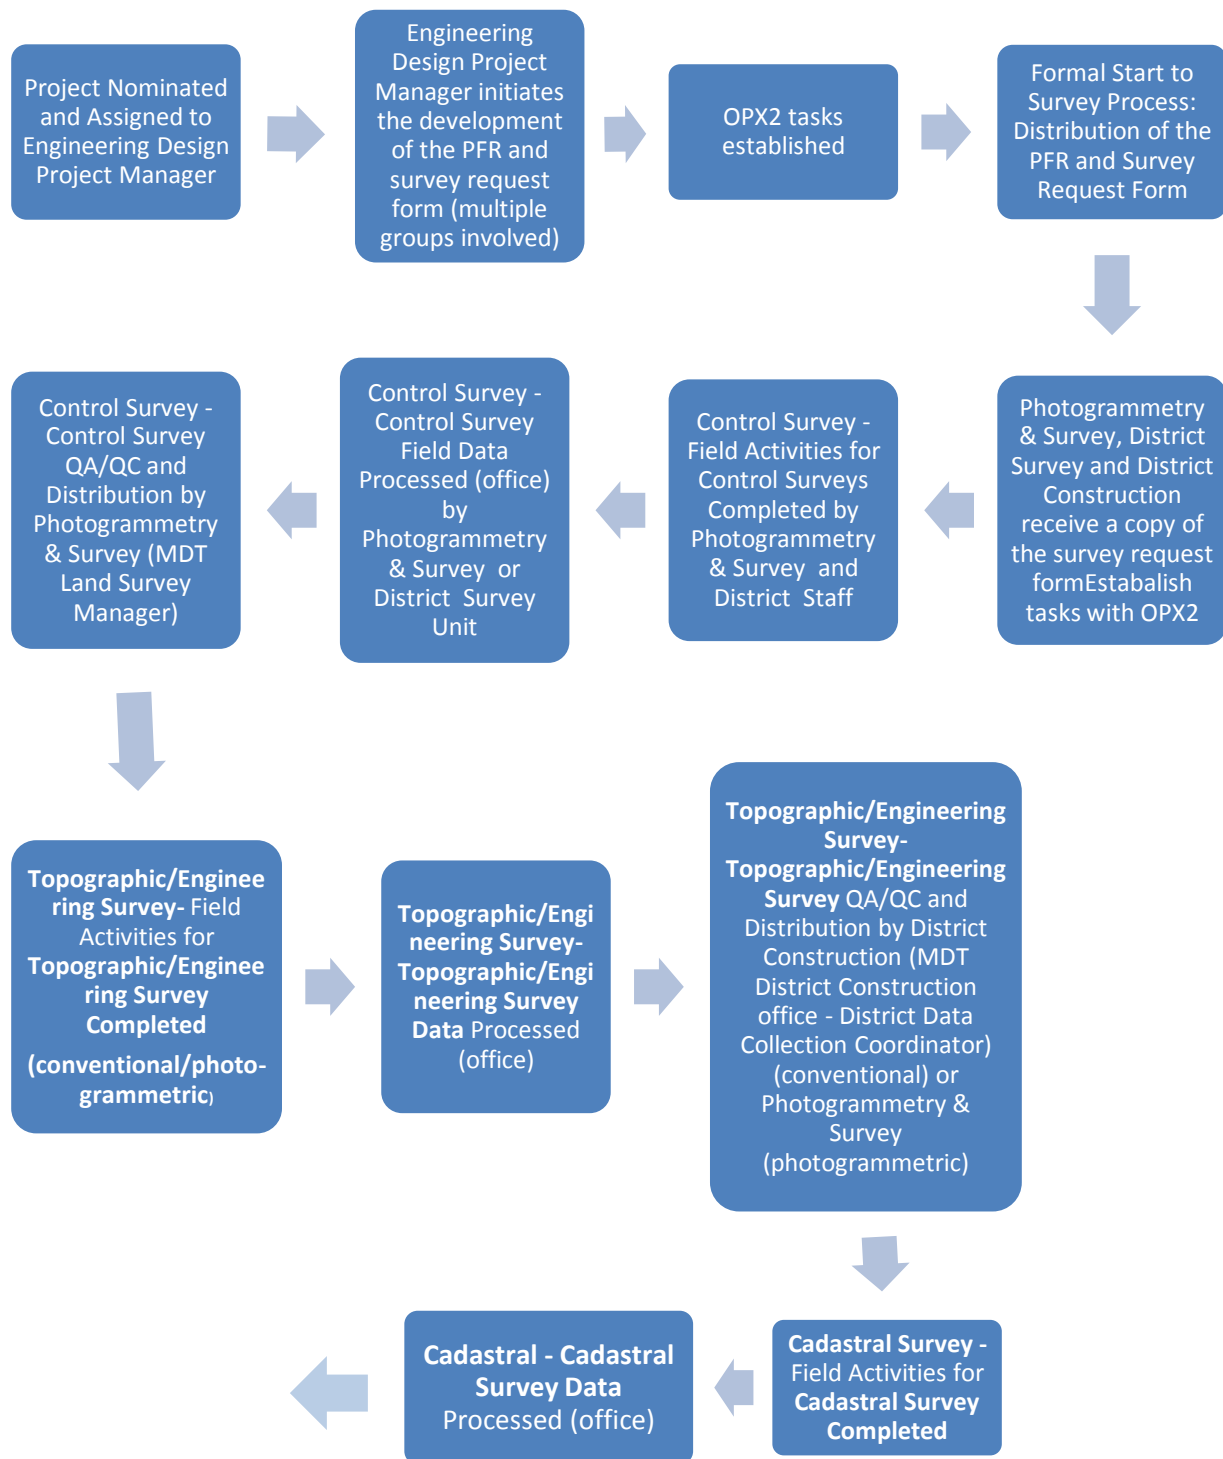 Project Nominated
and Assigned to
Engineering Design
Project Manager
Engineering
Design Project
Manager initiates
the development
of the PFR and
survey request
form (multiple
groups involved)
OPX2 tasks
established
Formal Start to
Survey Process:
Distribution of the
PFR and Survey
Request Form
Photogrammetry
& Survey, District
Survey and District
Construction
receive a copy of
the survey request
formEstabalish
tasks with OPX2
Control Survey -
Field Activities for
Control Surveys
Completed by
Photogrammetry
& Survey and
District Staff
Control Survey -
Control Survey
Field Data
Processed (office)
by
Photogrammetry
& Survey or
District Survey
Unit
Control Survey -
Control Survey
QA/QC and
Distribution by
Photogrammetry
& Survey (MDT
Land Survey
Manager)
Topographic/Enginee
ring Survey- Field
Activities for
Topographic/Enginee
ring Survey
Completed
(conventional/photo-
grammetric)
Topographic/Engi
neering Survey-
Topographic/Engi
neering Survey
Data Processed
(office)
Topographic/Engineering
Survey-
Topographic/Engineering
Survey QA/QC and
Distribution by District
Construction (MDT
District Construction
office - District Data
Collection Coordinator)
(conventional) or
Photogrammetry &
Survey
(photogrammetric)
Cadastral Survey -
Field Activities for
Cadastral Survey
Completed
Cadastral - Cadastral
Survey Data
Processed (office)